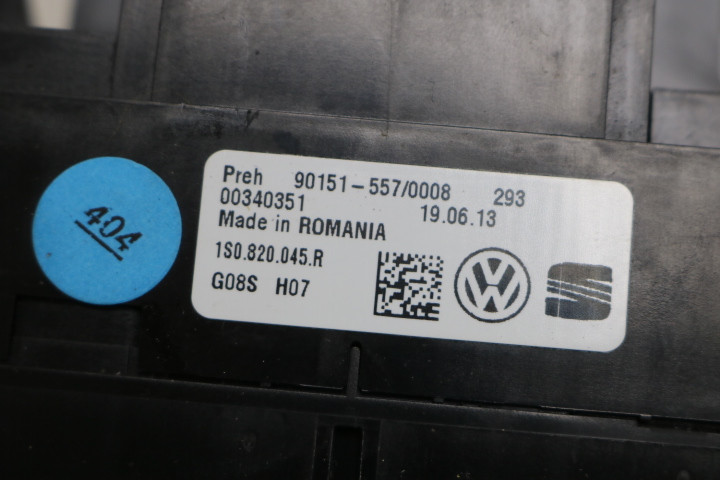 404
Preh 90151-557/0008 293
00340351 19.06.13
Made in ROMANIA
1S0.820.045.R
G08S H07